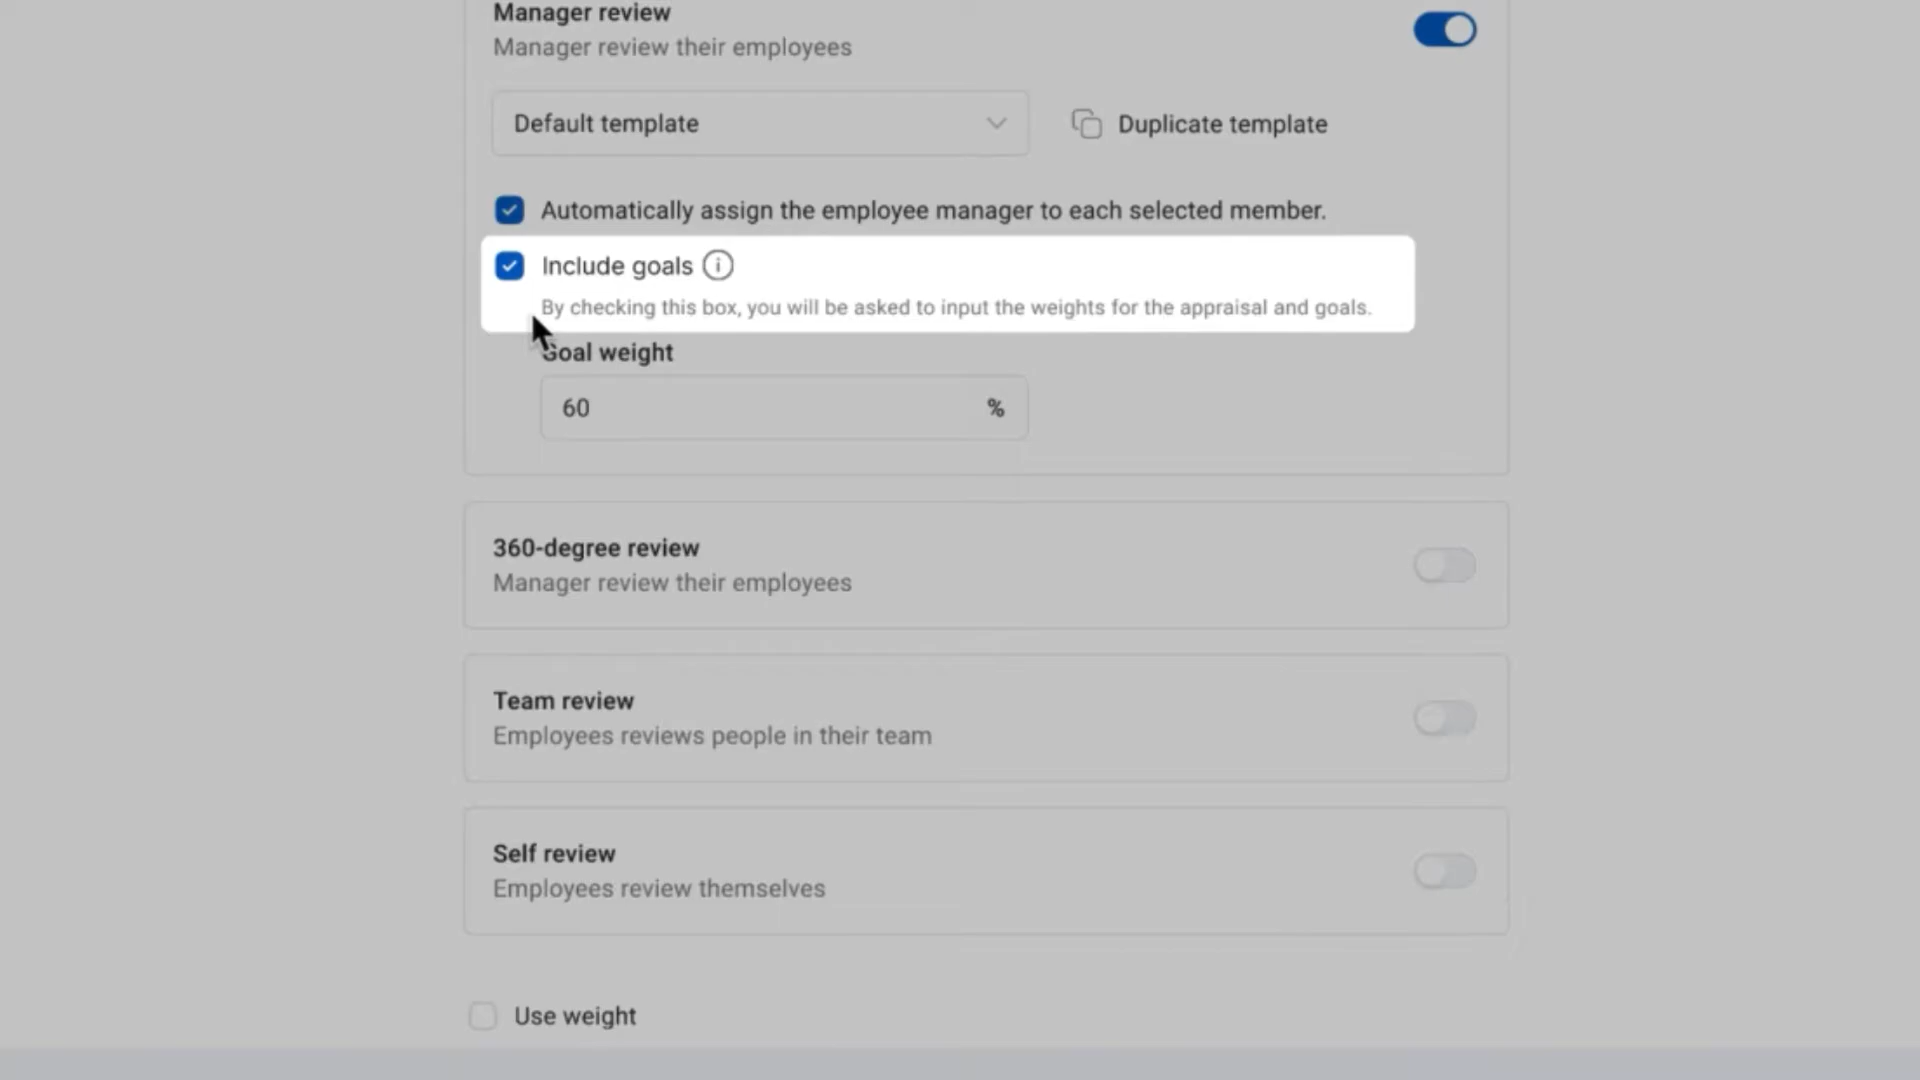 Manager review
Manager review their employees
Default template
Duplicate template
Automatically assign the employee manager to each selected member.
Include goals
By checking this box, you will be asked to input the weights for the appraisal and goals.
Goal weight
60 %
360-degree review
Manager review their employees
Team review
Employees reviews people in their team
Self review
Employees review themselves
Use weight